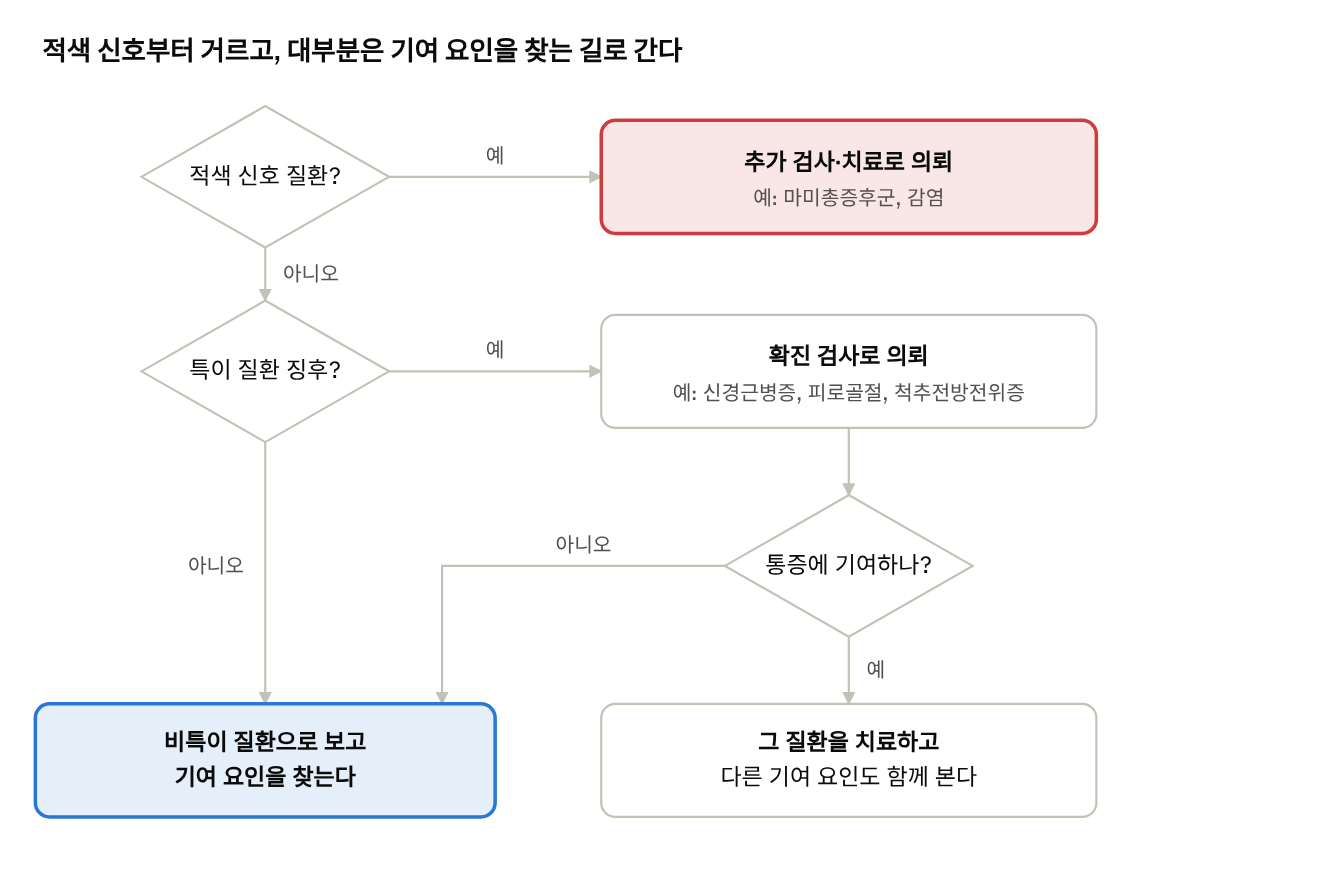 적색 신호부터 거르고, 대부분은 기여 요인을 찾는 길로 간다
적색 신호 질환?
예
추가 검사·치료로 의뢰
예: 마미총증후군, 감염
아니오
특이 질환 징후?
예
확진 검사로 의뢰
예: 신경근병증, 피로골절, 척추전방전위증
아니오
아니오
통증에 기여하나?
예
비특이 질환으로 보고
기여 요인을 찾는다
그 질환을 치료하고
다른 기여 요인도 함께 본다